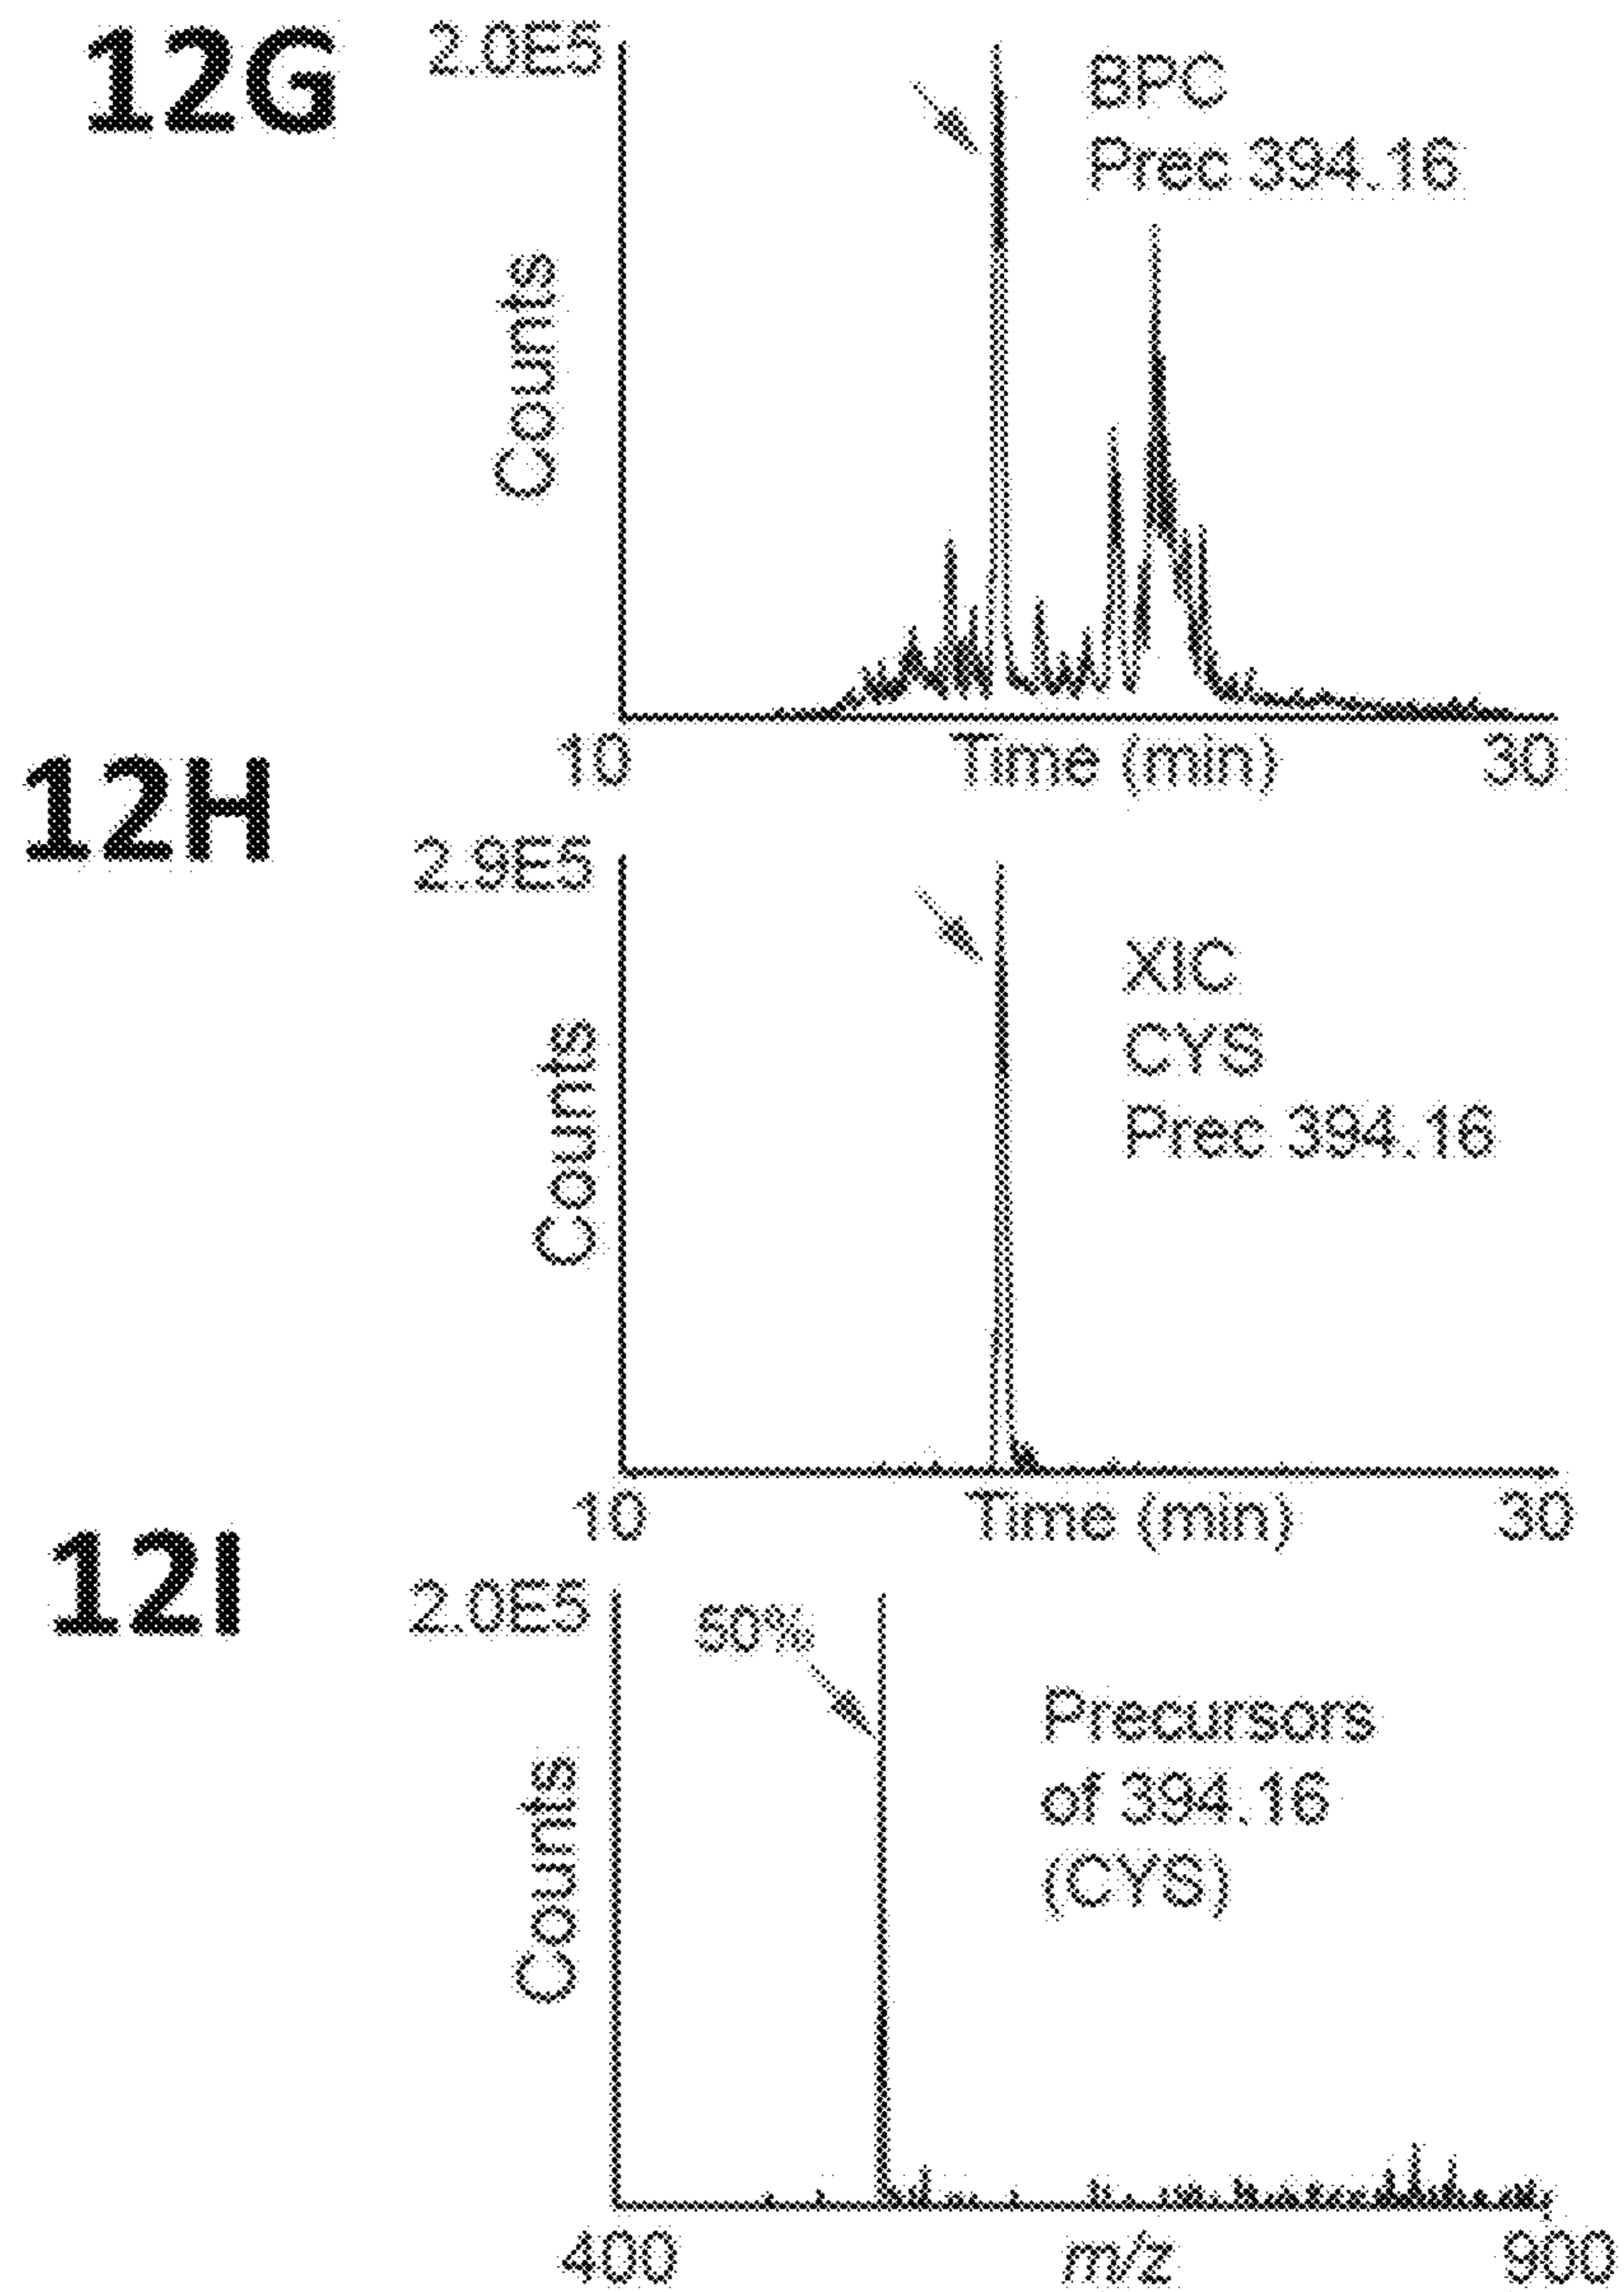 12G
2.0E5
BPC
Prec 394.16
Counts
10
Time (min)
30
12H
2.9E5
XIC
CYS
Prec 394.16
Counts
10
Time (min)
30
12I
2.0E5
50%
Precursors
of 394.16
(CYS)
Counts
400
m/z
900